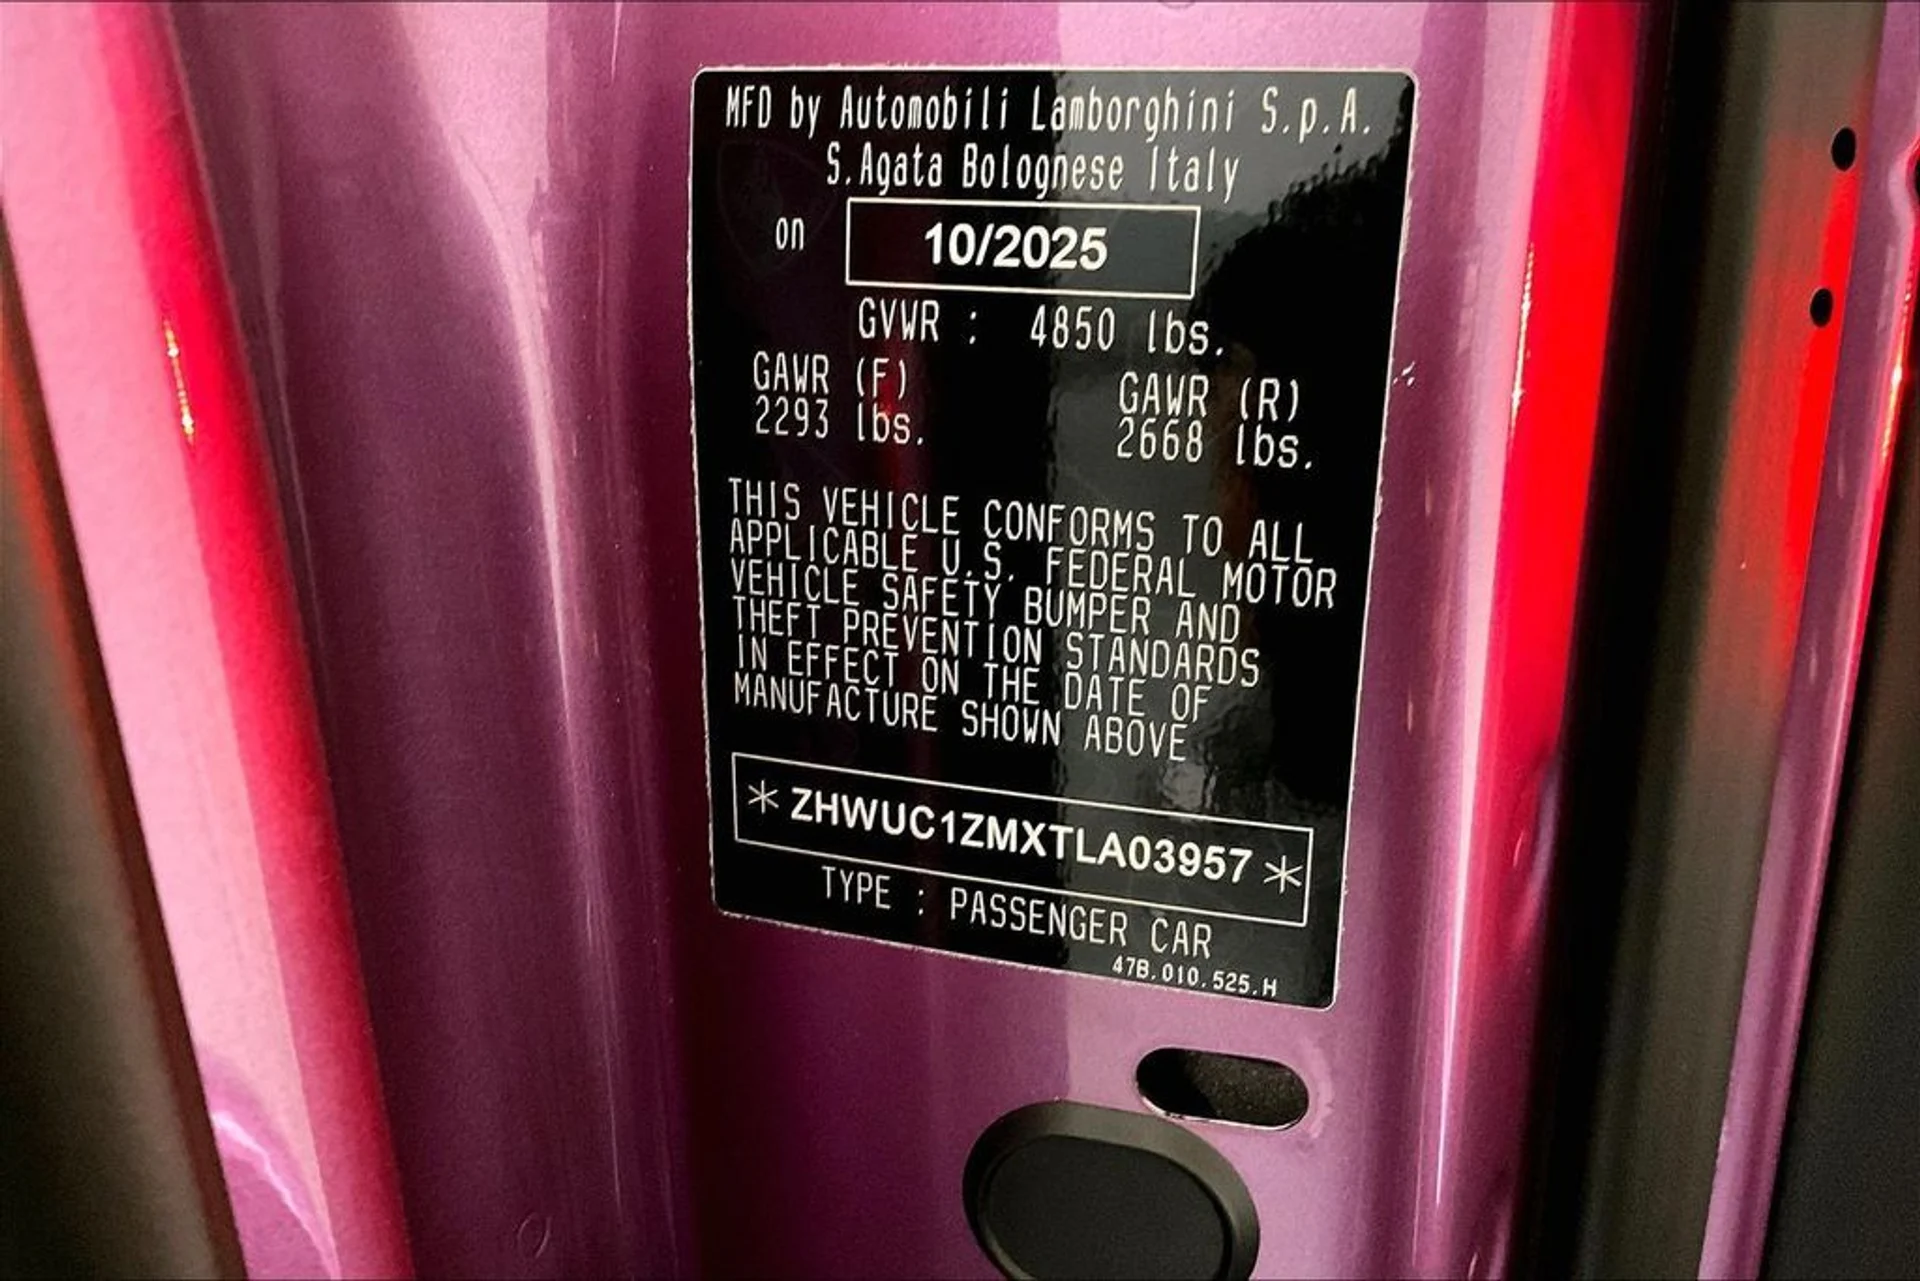 MFD by Automobili Lamborghini S.p.A.
S.Agata Bolognese Italy
on 10/2025
GVWR : 4850 lbs.
GAWR (F) GAWR (R)
2293 lbs. 2668 lbs.
THIS VEHICLE CONFORMS TO ALL
APPLICABLE U.S. FEDERAL MOTOR
VEHICLE SAFETY BUMPER AND
THEFT PREVENTION STANDARDS
IN EFFECT ON THE DATE OF
MANUFACTURE SHOWN ABOVE
*ZHWUC1ZMXTLA03957*
TYPE : PASSENGER CAR
47B.010.525.H